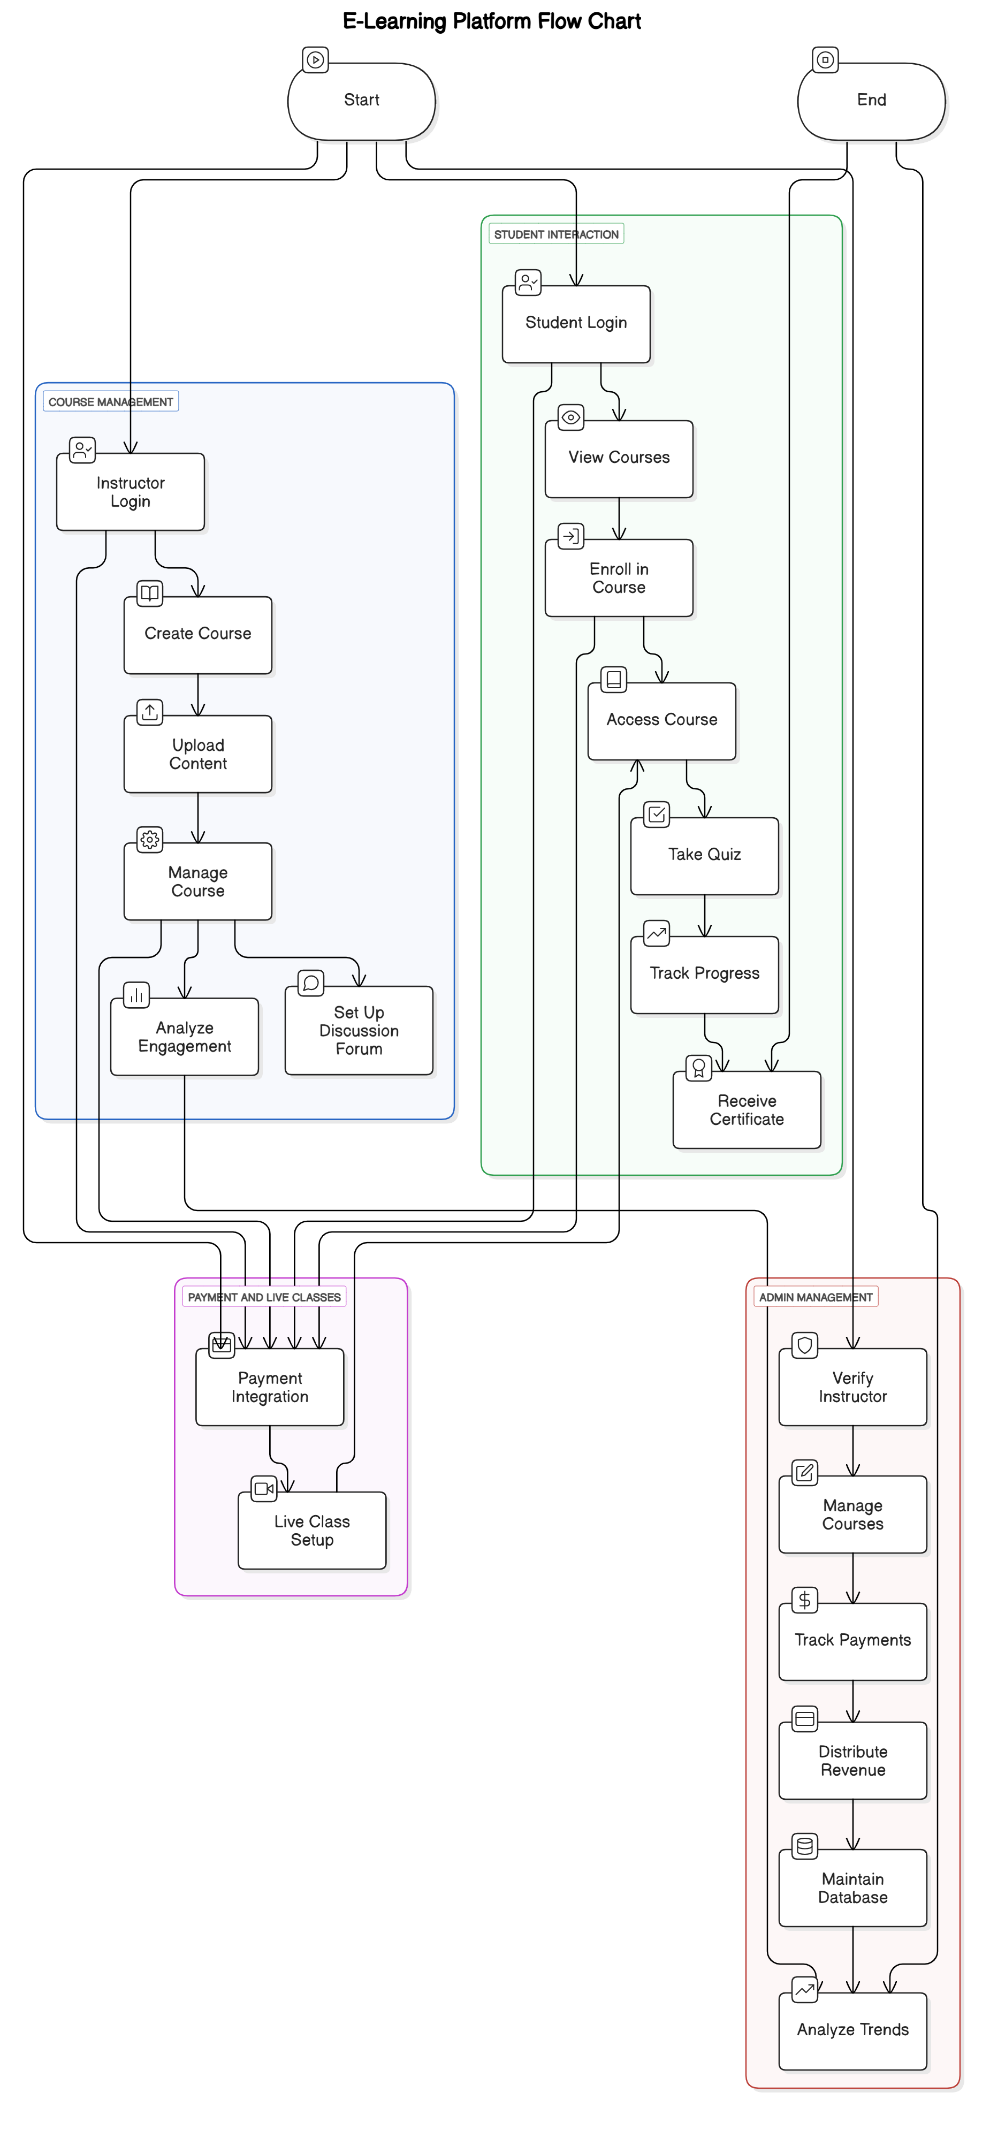 E-Learning Platform Flow Chart
Start
End
STUDENT INTERACTION
Student Login
COURSE MANAGEMENT
View Courses
Instructor
Login
Enroll in
Course
Create Course
Access Course
Upload
Content
Take Quiz
Manage
Course
Track Progress
Analyze
Engagement
Set Up
Discussion
Forum
Receive
Certificate
PAYMENT AND LIVE CLASSES
ADMIN MANAGEMENT
Payment
Integration
Verify
Instructor
Live Class
Setup
Manage
Courses
Track Payments
Distribute
Revenue
Maintain
Database
Analyze Trends